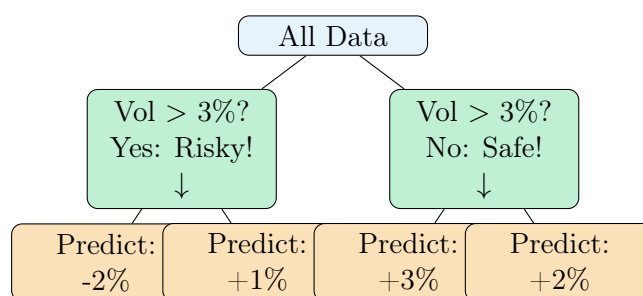 All Data
Vol > 3%?
Yes: Risky!
↓
Vol > 3%?
No: Safe!
↓
Predict:
-2%
Predict:
+1%
Predict:
+3%
Predict:
+2%